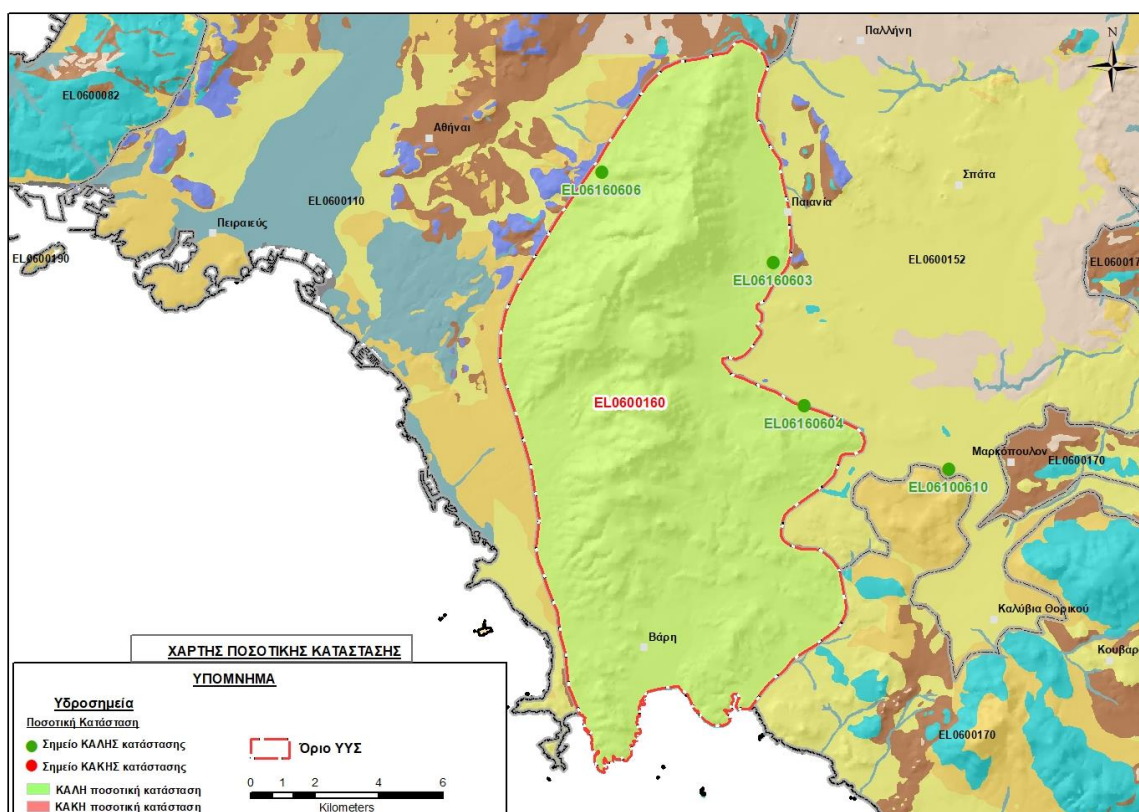 N
Παλλήνη
EL0600082
Αθήναι
Σπάτα
EL06160606
EL0600110
Παιανία
Πειραιεύς
EL0600190
EL0600152
EL060017
EL06160603
EL0600160
EL06160604
Μαρκόπουλον
EL0600170
EL06100610
Καλύβια Θορικού
Βάρη
Κουβαρ
EL0600170
ΧΑΡΤΗΣ ΠΟΣΟΤΙΚΗΣ ΚΑΤΑΣΤΑΣΗΣ
ΥΠΟΜΝΗΜΑ
Υδροσημεία
Ποσοτική Κατάσταση
Σημείο ΚΑΛΗΣ κατάστασης
Σημείο ΚΑΚΗΣ κατάστασης
ΚΑΛΗ ποσοτική κατάσταση
ΚΑΚΗ ποσοτική κατάσταση
Όριο ΥΥΣ
0 1 2 4 6
Kilometers